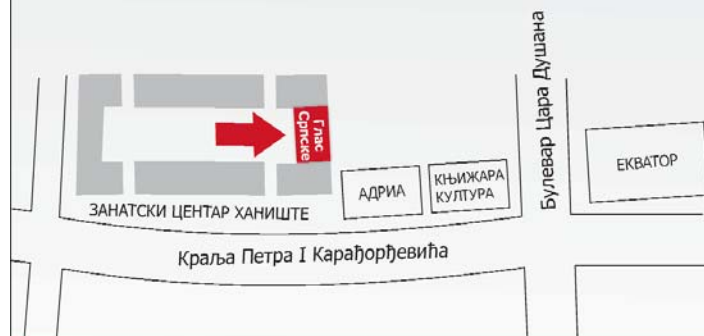 Булевар Цара Душана
Глас
Српске
ЕКВАТОР
АДРИА
КЊИЖАРА
КУЛТУРА
ЗАНАТСКИ ЦЕНТАР ХАНИШТЕ
Краља Петра I Карађорђевића